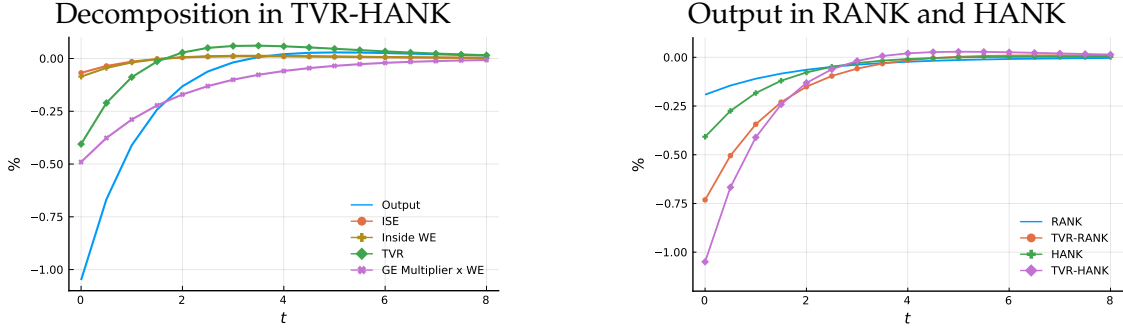 Decomposition in TVR-HANK
0.00
-0.25
-0.50
-0.75
-1.00
%
0
2
4
6
8
t
Output
ISE
Inside WE
TVR
GE Multiplier x WE
Output in RANK and HANK
0.00
-0.25
-0.50
-0.75
-1.00
%
0
2
4
6
8
t
RANK
TVR-RANK
HANK
TVR-HANK